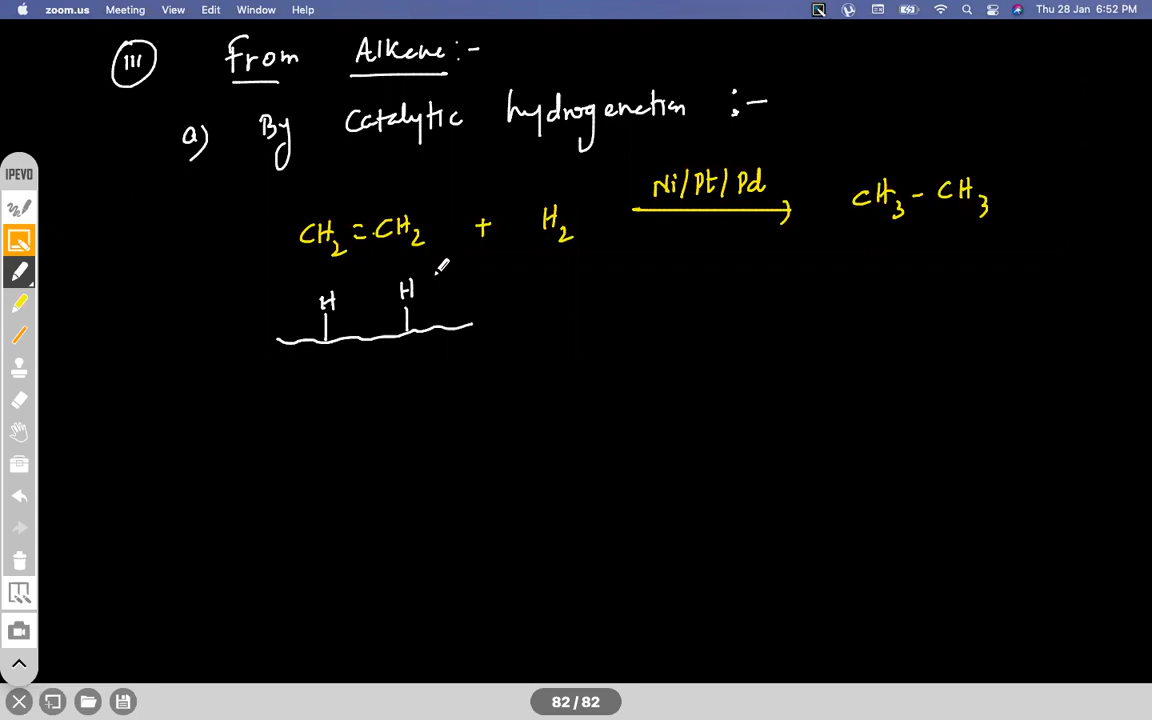 zoom.us Meeting View Edit Window Help Thu 28 Jan 6:52 PM
III From Alkene :-
a) By Catalytic hydrogenation :-
CH2 = CH2 + H2 Ni/Pt/Pd CH3 - CH3
H H
IPEVO
82 / 82